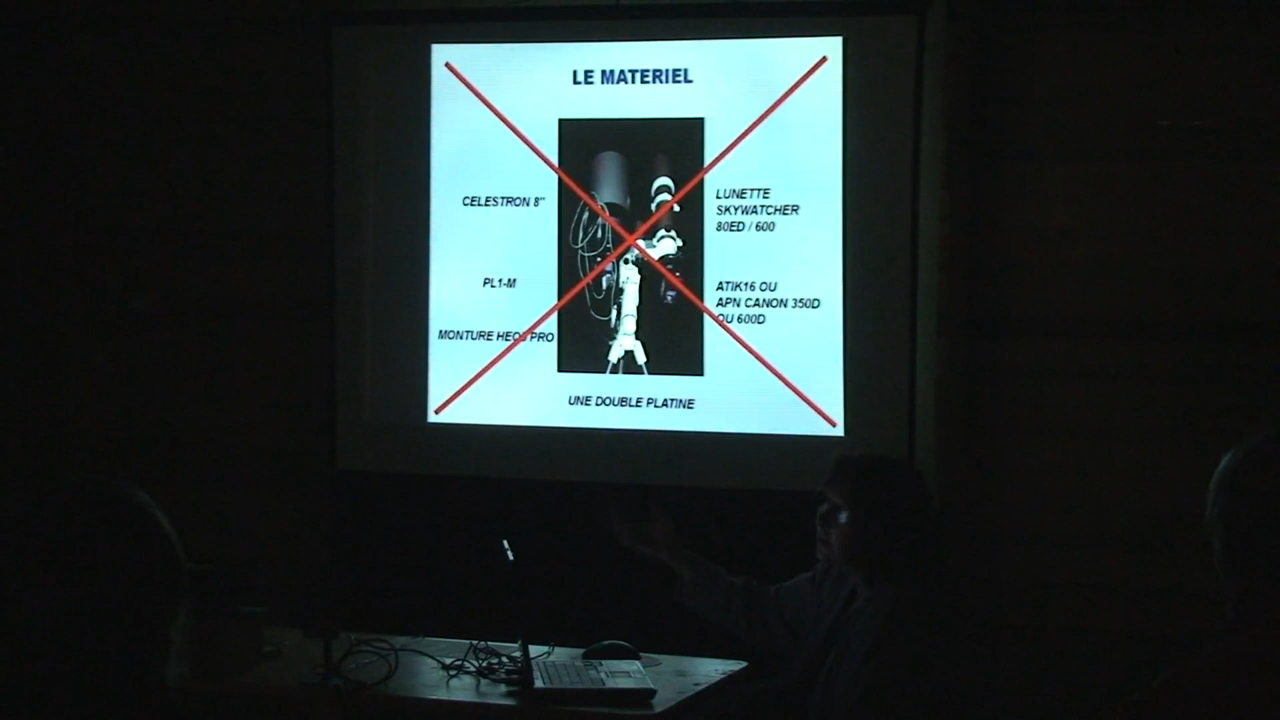 LE MATERIEL
CELESTRON 8"
LUNETTE
SKYWATCHER
80ED / 600
PL1-M
ATIK16 OU
APN CANON 350D
OU 600D
MONTURE HEQ5 PRO
UNE DOUBLE PLATINE